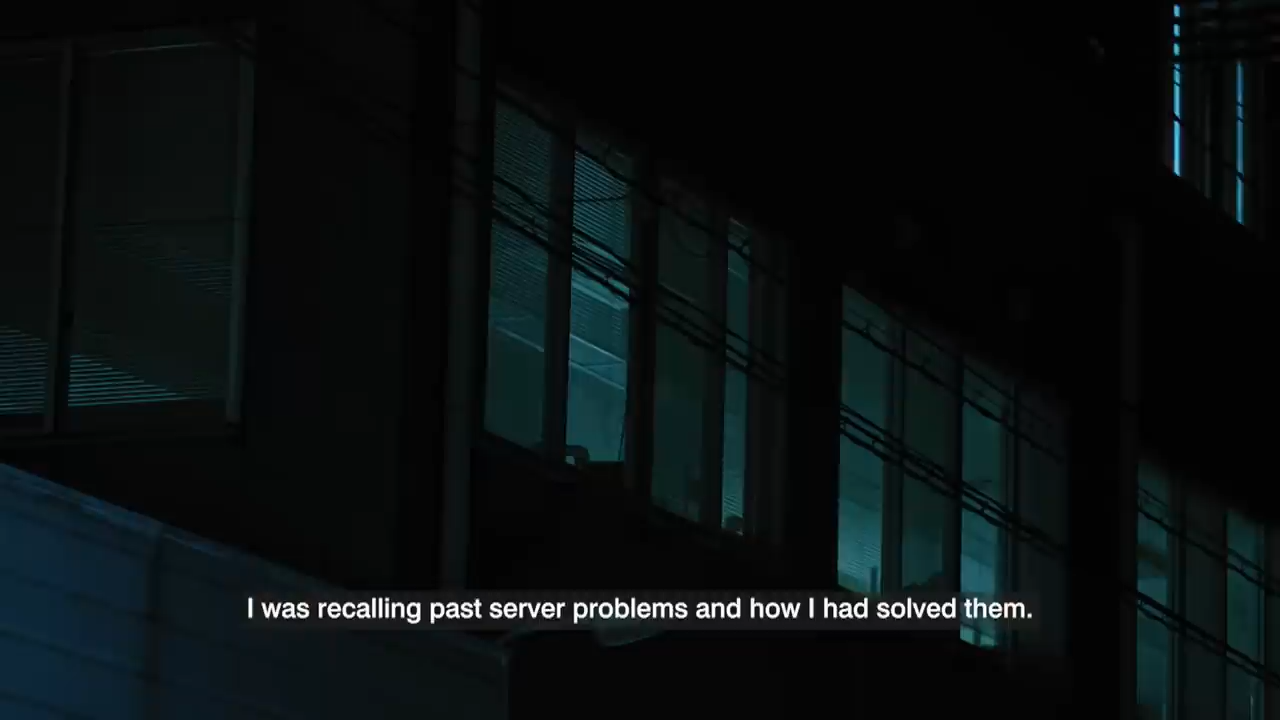 I was recalling past server problems and how I had solved them.